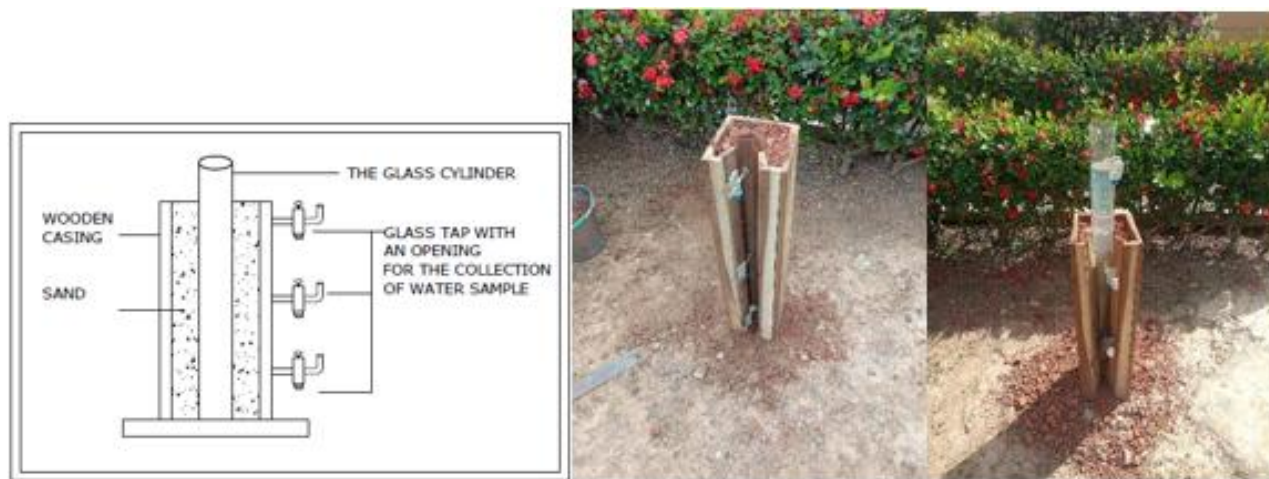 THE GLASS CYLINDER
WOODEN
CASING
GLASS TAP WITH
AN OPENING
FOR THE COLLECTION
OF WATER SAMPLE
SAND